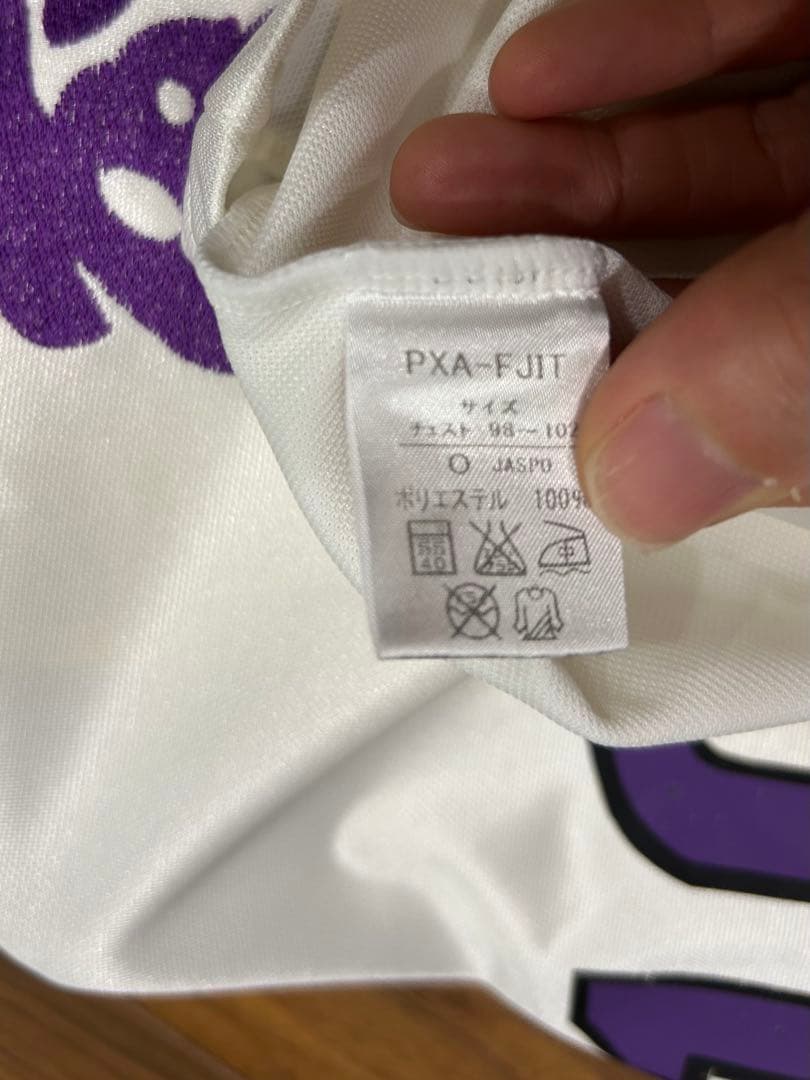 PXA-FJIT
サイズ
チェスト 98～102
O JASPO
ポリエステル 100%
40
中